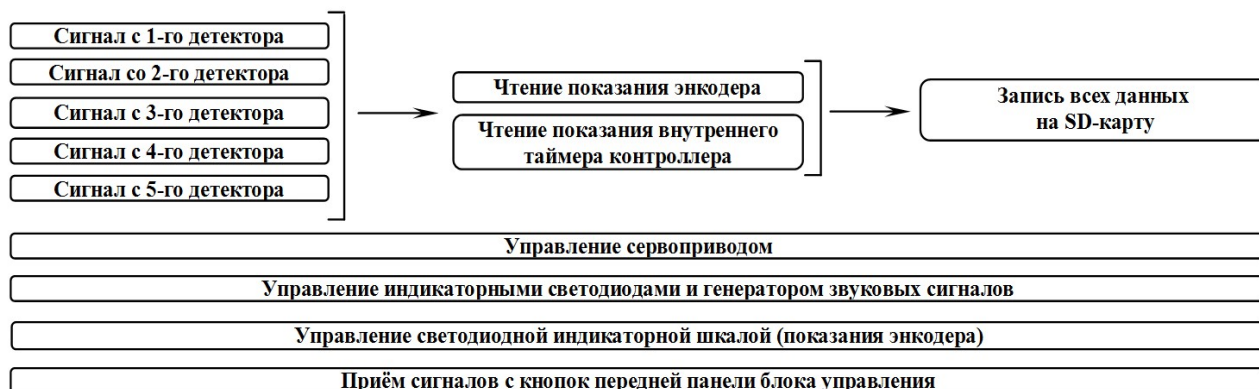 Сигнал с 1-го детектора
Сигнал со 2-го детектора
Сигнал с 3-го детектора
Сигнал с 4-го детектора
Сигнал с 5-го детектора
Чтение показания энкодера
Чтение показания внутреннего
таймера контроллера
Запись всех данных
на SD-карту
Управление сервоприводом
Управление индикаторными светодиодами и генератором звуковых сигналов
Управление светодиодной индикаторной шкалой (показания энкодера)
Приём сигналов с кнопок передней панели блока управления